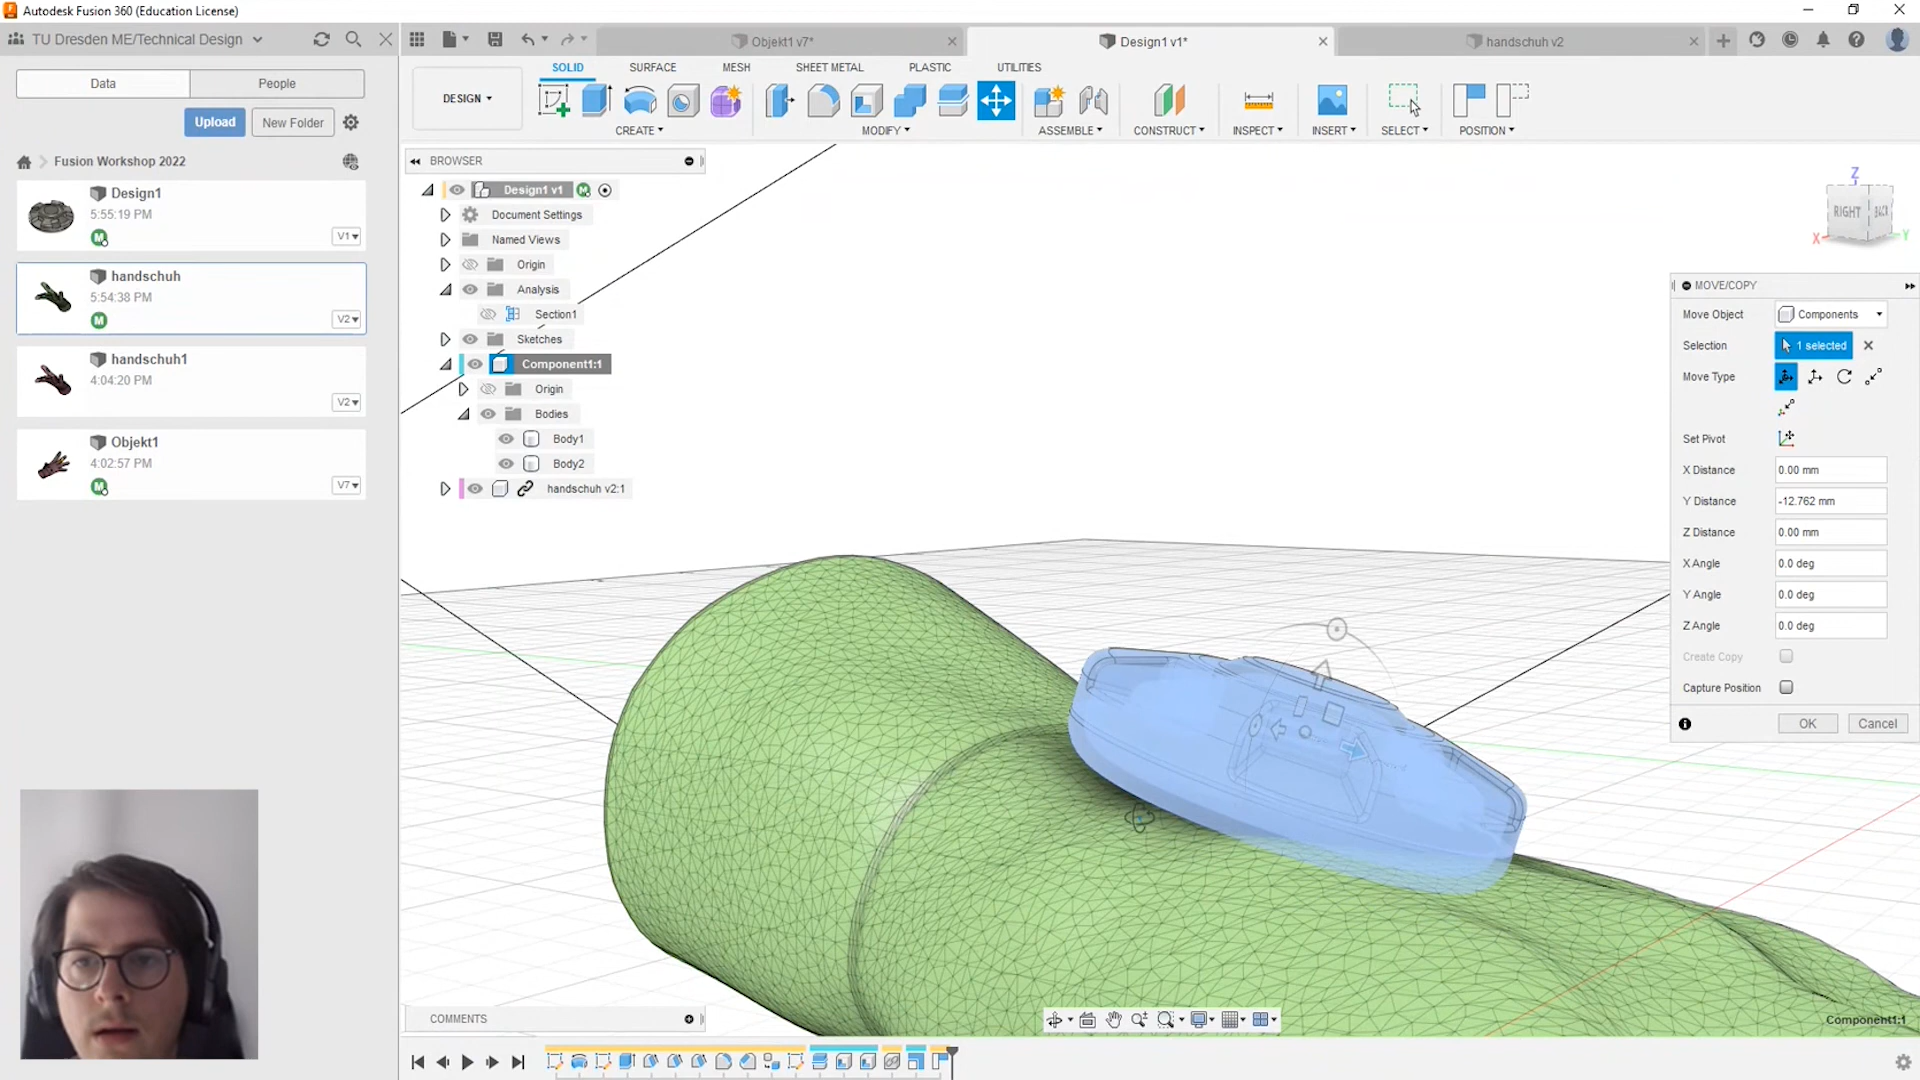 Autodesk Fusion 360 (Education License)
TU Dresden ME/Technical Design
Objekt1 v7*
Design1 v1*
handschuh v2
Data
People
Upload
New Folder
Fusion Workshop 2022
Design1
5:55:19 PM
V1
handschuh
5:54:38 PM
V2
handschuh1
4:04:20 PM
V2
Objekt1
4:02:57 PM
V7
DESIGN
SOLID
SURFACE
MESH
SHEET METAL
PLASTIC
UTILITIES
CREATE
MODIFY
ASSEMBLE
CONSTRUCT
INSPECT
INSERT
SELECT
POSITION
BROWSER
Design1 v1
Document Settings
Named Views
Origin
Analysis
Section1
Sketches
Component1:1
Origin
Bodies
Body1
Body2
handschuh v2:1
Z
RIGHT
BACK
X
Y
MOVE/COPY
Move Object
Components
Selection
1 selected
Move Type
Set Pivot
X Distance
0.00 mm
Y Distance
-12.762 mm
Z Distance
0.00 mm
X Angle
0.0 deg
Y Angle
0.0 deg
Z Angle
0.0 deg
Create Copy
Capture Position
OK
Cancel
COMMENTS
Component1:1